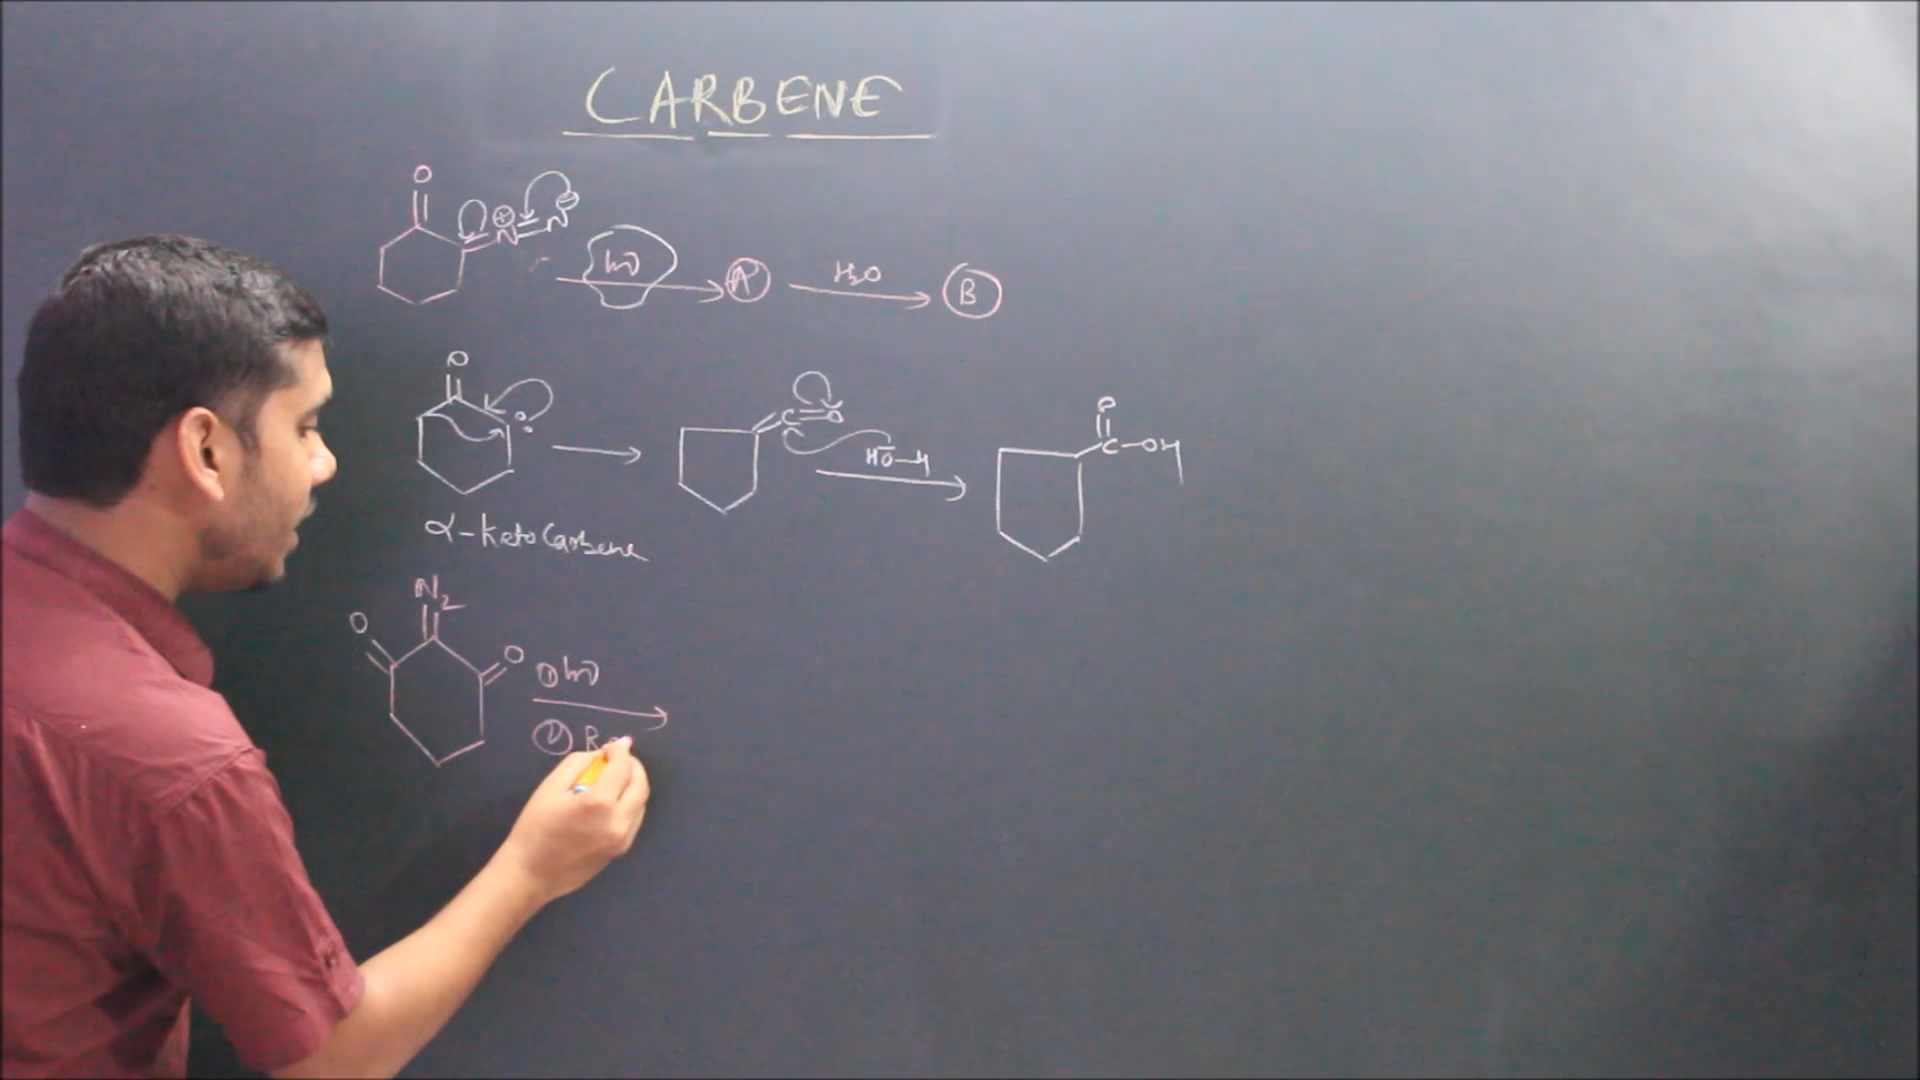 CARBENE
O
N⊕ N⊖
hν A H₂O B
O
C O
HO–H
O
C–OH
α-keto Carbene
N₂
O O
① hν
②